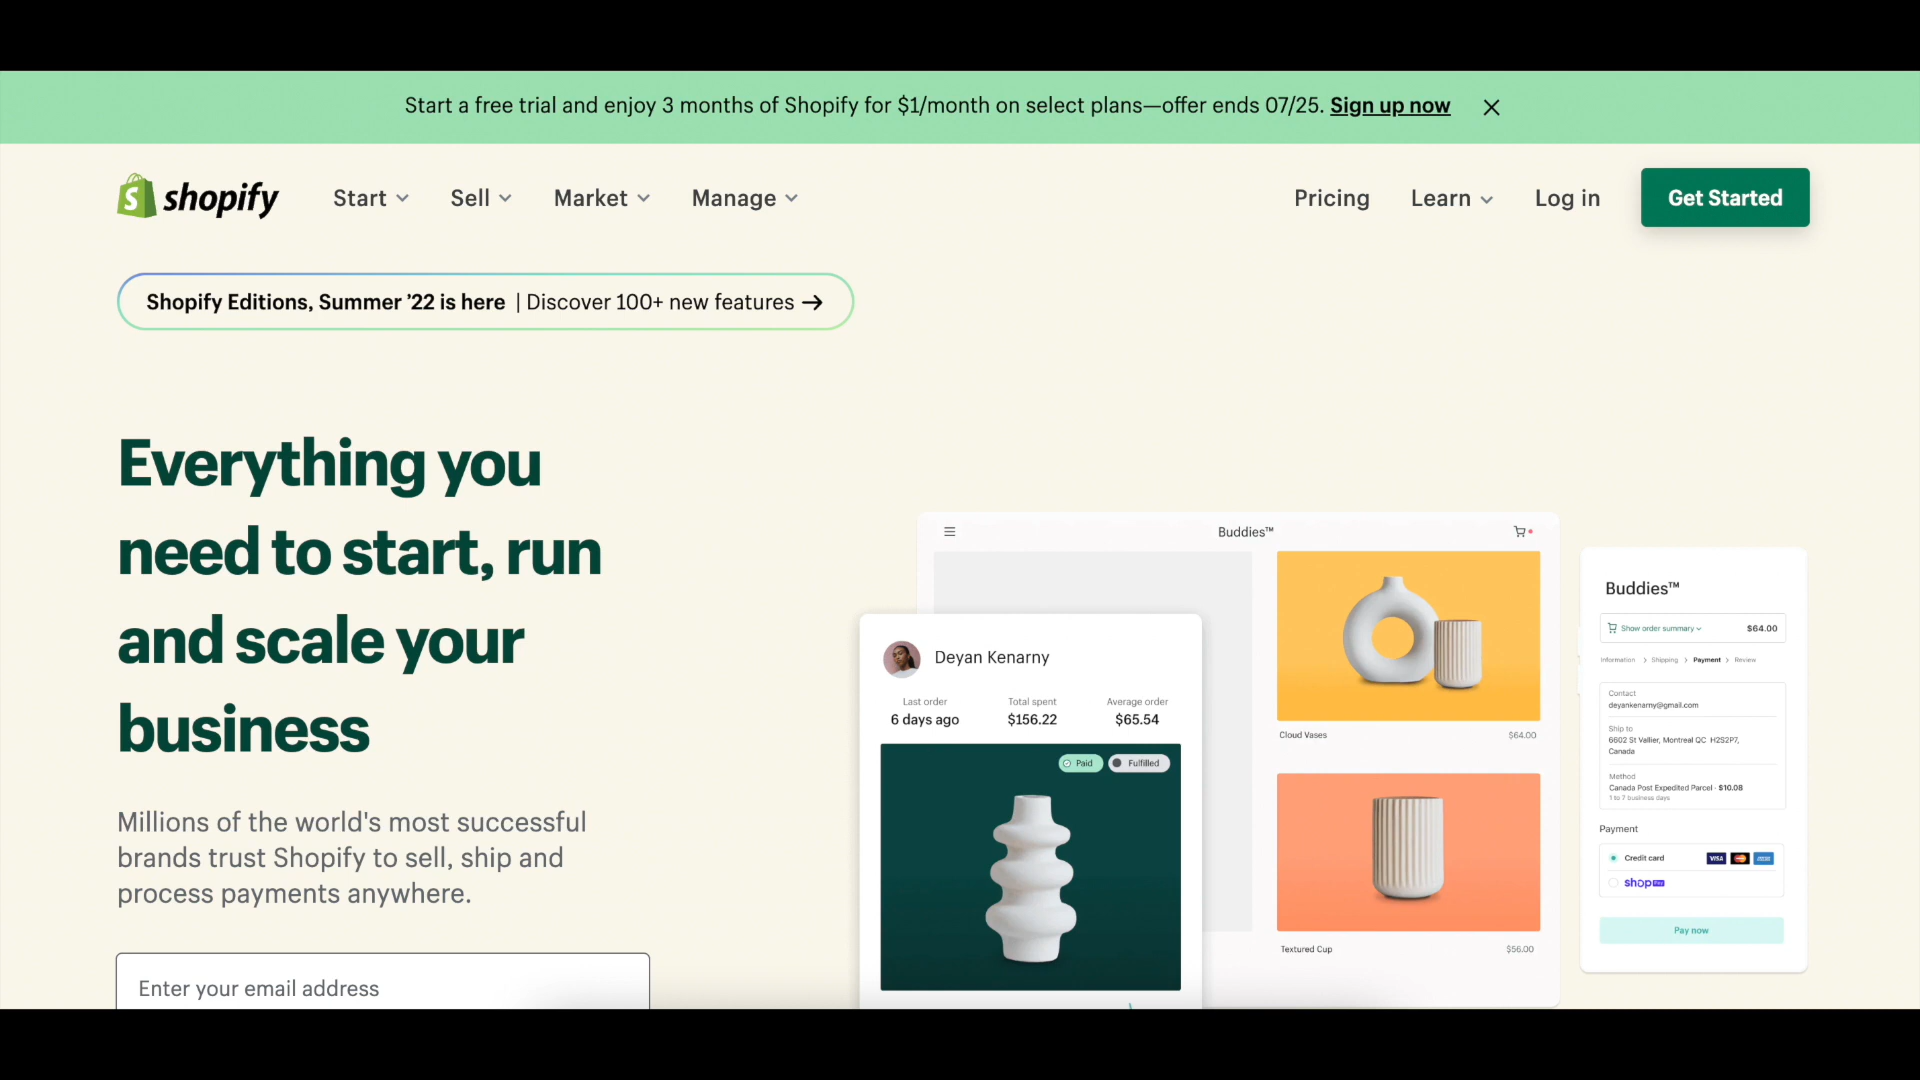 Start a free trial and enjoy 3 months of Shopify for $1/month on select plans—offer ends 07/25. Sign up now
shopify
Start
Sell
Market
Manage
Pricing
Learn
Log in
Get Started
Shopify Editions, Summer ’22 is here | Discover 100+ new features →
Everything you
need to start, run
and scale your
business
Millions of the world's most successful
brands trust Shopify to sell, ship and
process payments anywhere.
Enter your email address
Deyan Kenarny
Last order Total spent Average order
6 days ago $156.22 $65.54
Paid Fulfilled
Buddies™
Cloud Vases $64.00
Textured Cup $56.00
Buddies™
Show order summary $64.00
Information > Shipping > Payment > Review
Contact
deyankenarny@gmail.com
Ship to
6602 St Vallier, Montreal QC H2S2P7,
Canada
Method
Canada Post Expedited Parcel · $10.08
1 to 7 business days
Payment
Credit card VISA
shop Pay
Pay now